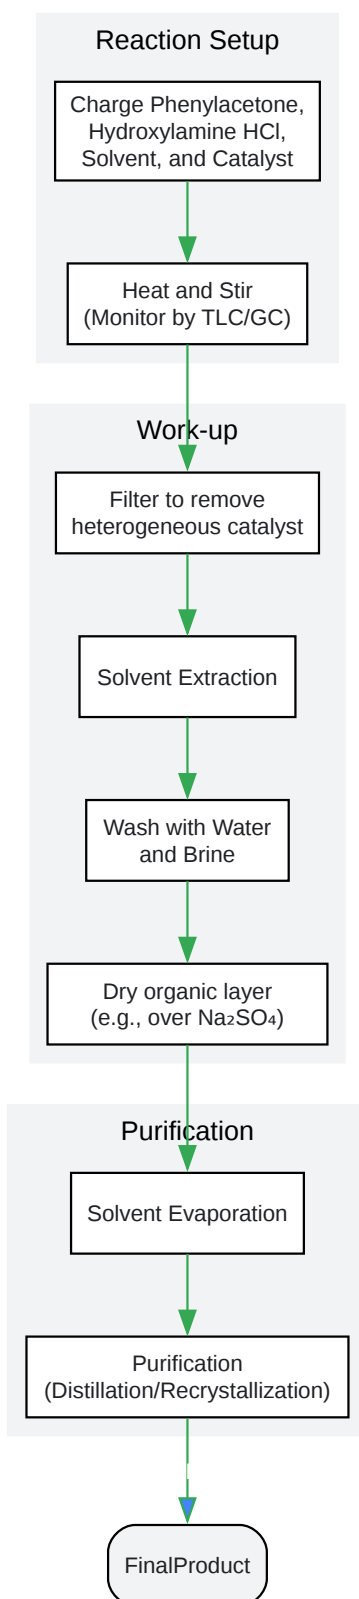 Reaction Setup
Charge Phenylacetone,
Hydroxylamine HCl,
Solvent, and Catalyst
Heat and Stir
(Monitor by TLC/GC)
Work-up
Filter to remove
heterogeneous catalyst
Solvent Extraction
Wash with Water
and Brine
Dry organic layer
(e.g., over Na₂SO₄)
Purification
Solvent Evaporation
Purification
(Distillation/Recrystallization)
FinalProduct